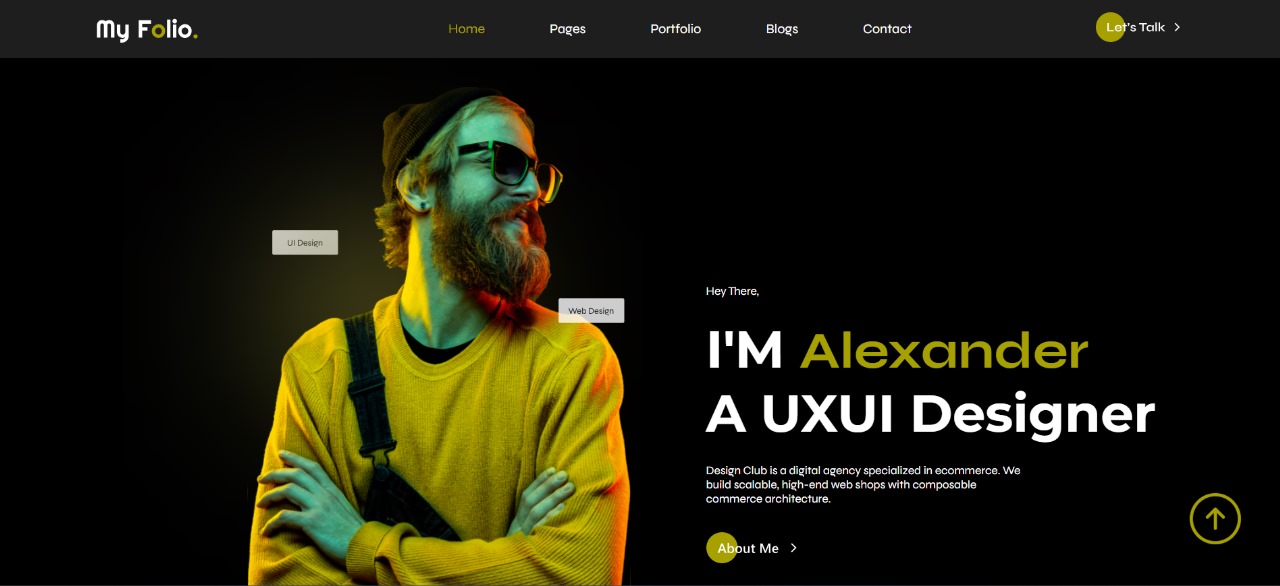 My Folio.
Home Pages Portfolio Blogs Contact
Let's Talk
UI Design
Web Design
Hey There,
I'M Alexander
A UXUI Designer
Design Club is a digital agency specialized in ecommerce. We
build scalable, high-end web shops with composable
commerce architecture.
About Me